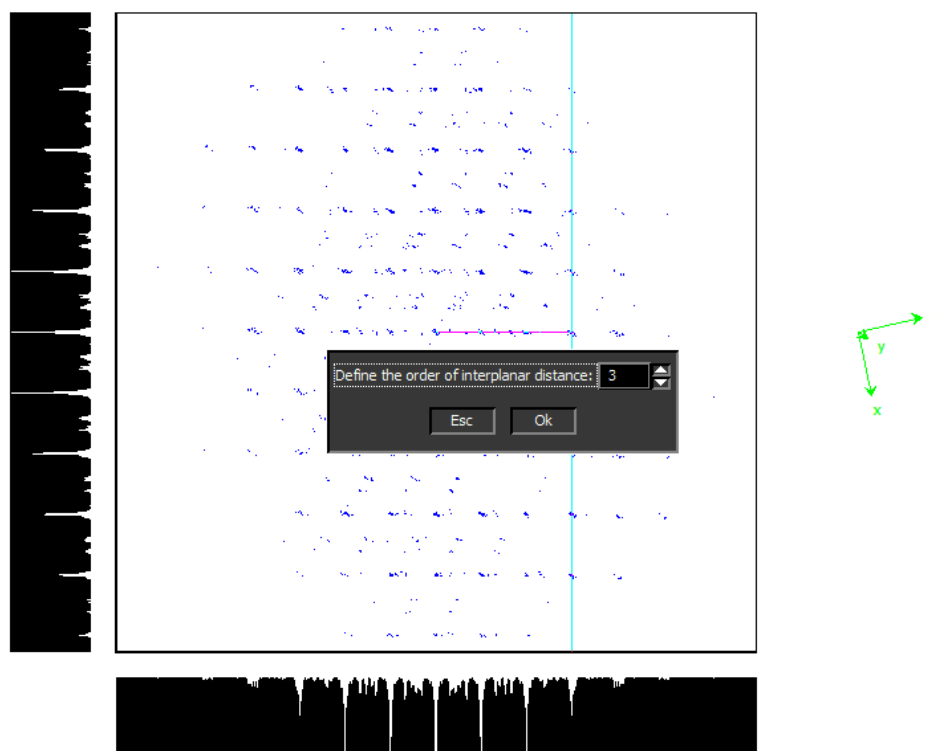 Define the order of interplanar distance: 3
Esc Ok
y
x